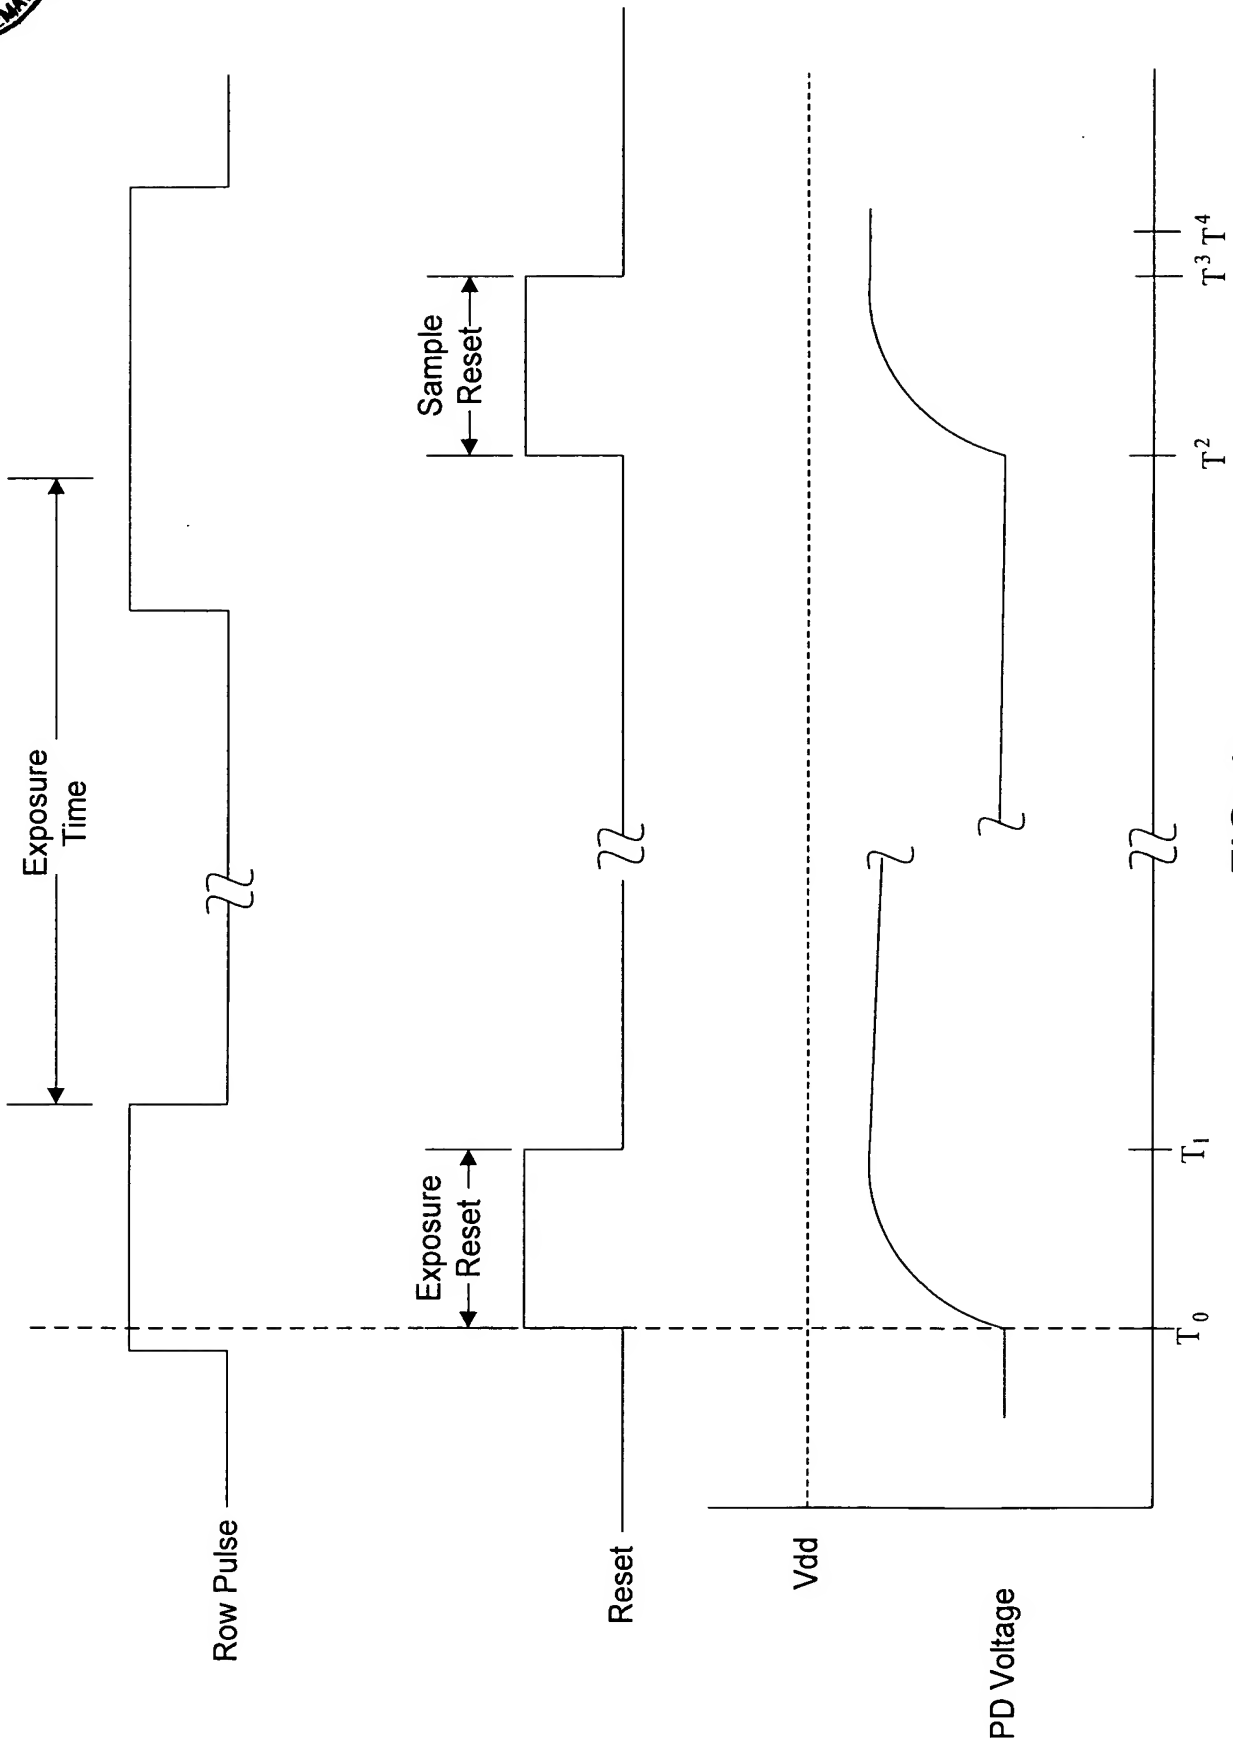 Exposure
Time
Row Pulse
Exposure
Reset
Sample
Reset
Reset
Vdd
PD Voltage
T0
T1
T2
T3
T4